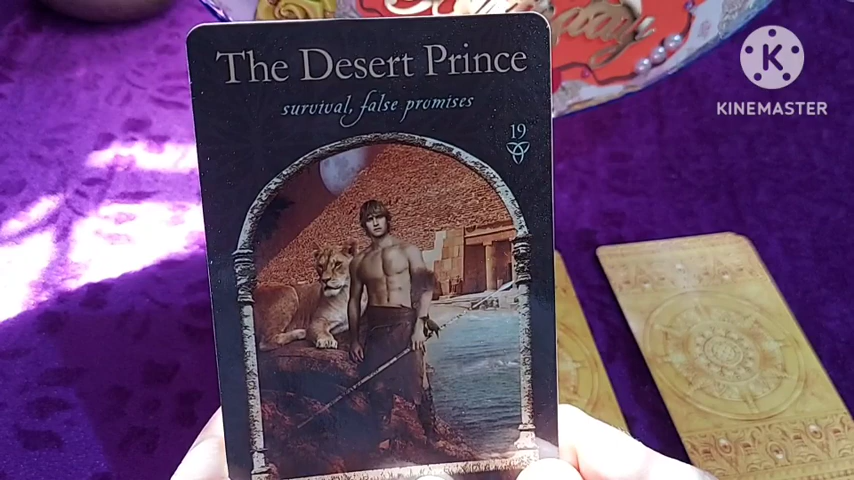 The Desert Prince
survival, false promises
19
K
KINEMASTER